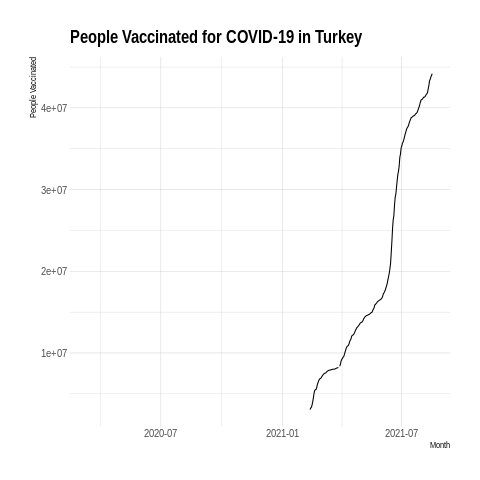 People Vaccinated for COVID-19 in Turkey
People Vaccinated
4e+07
3e+07
2e+07
1e+07
2020-07 2021-01 2021-07
Month